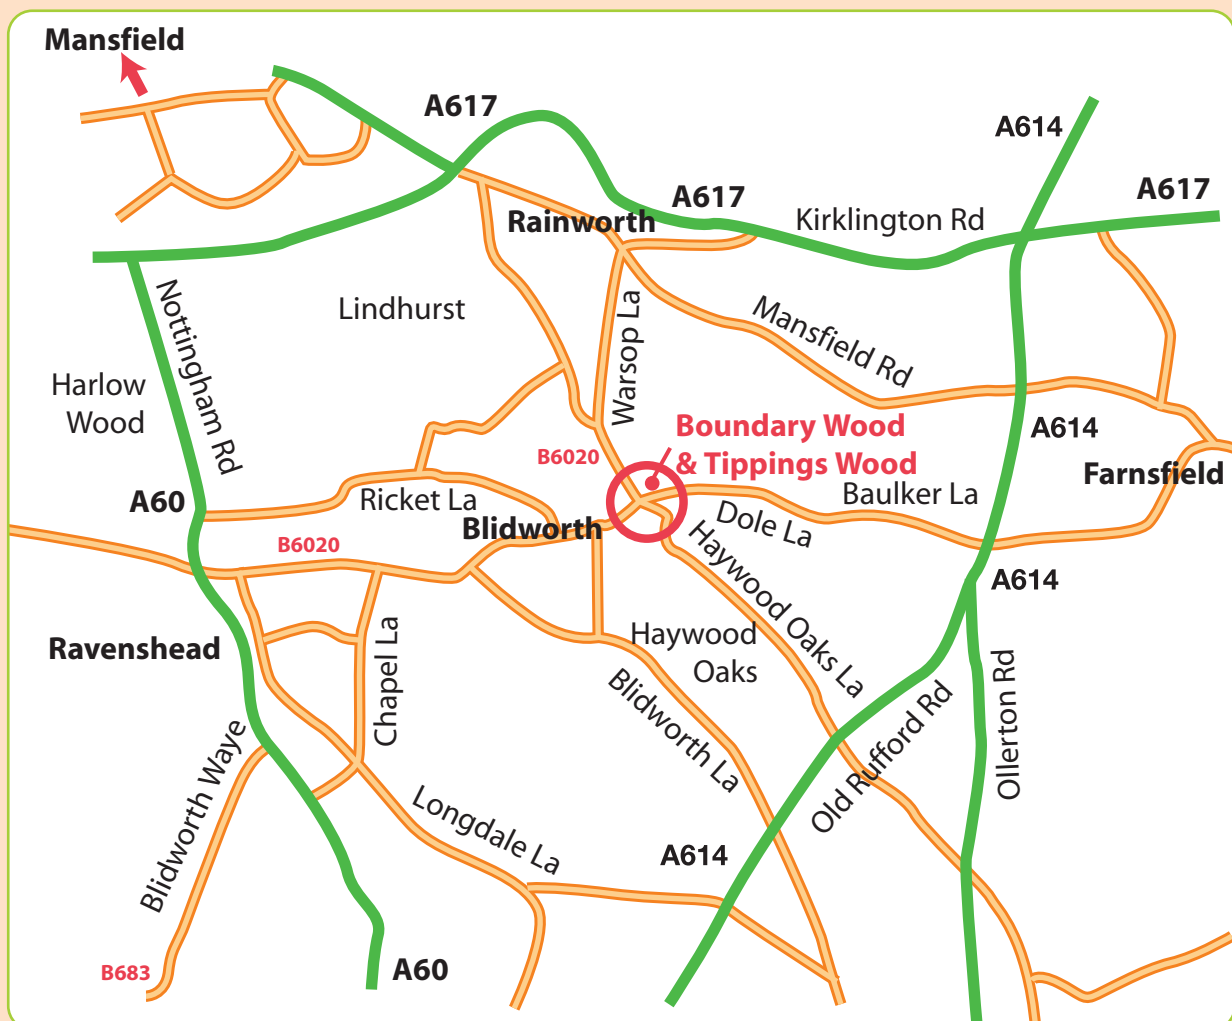 Mansfield
A617
A614
A617
A617
Kirklington Rd
Rainworth
Nottingham Rd
Lindhurst
Warsop La
Mansfield Rd
Harlow
Wood
Boundary Wood
& Tippings Wood
B6020
A614
Farnsfield
A60
Ricket La
Baulker La
Blidworth
Dole La
B6020
Haywood Oaks La
A614
Ravenshead
Chapel La
Haywood
Oaks
Blidworth La
Old Rufford Rd
Ollerton Rd
Blidworth Waye
Longdale La
A614
B683
A60